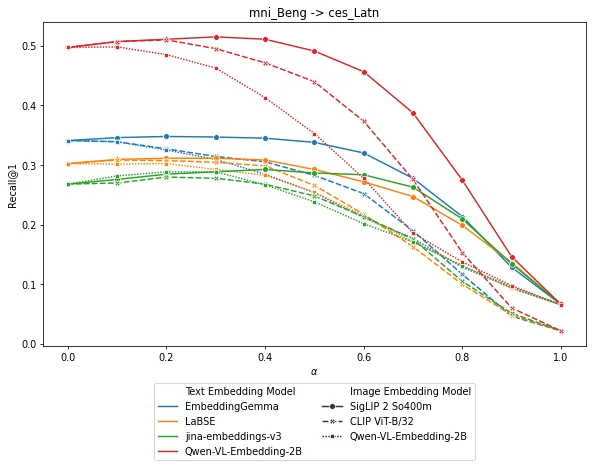 mni_Beng -> ces_Latn
Recall@1
0.5
0.4
0.3
0.2
0.1
0.0
0.0 0.2 0.4 0.6 0.8 1.0
α
Text Embedding Model Image Embedding Model
EmbeddingGemma SigLIP 2 So400m
LaBSE CLIP ViT-B/32
jina-embeddings-v3 Qwen-VL-Embedding-2B
Qwen-VL-Embedding-2B